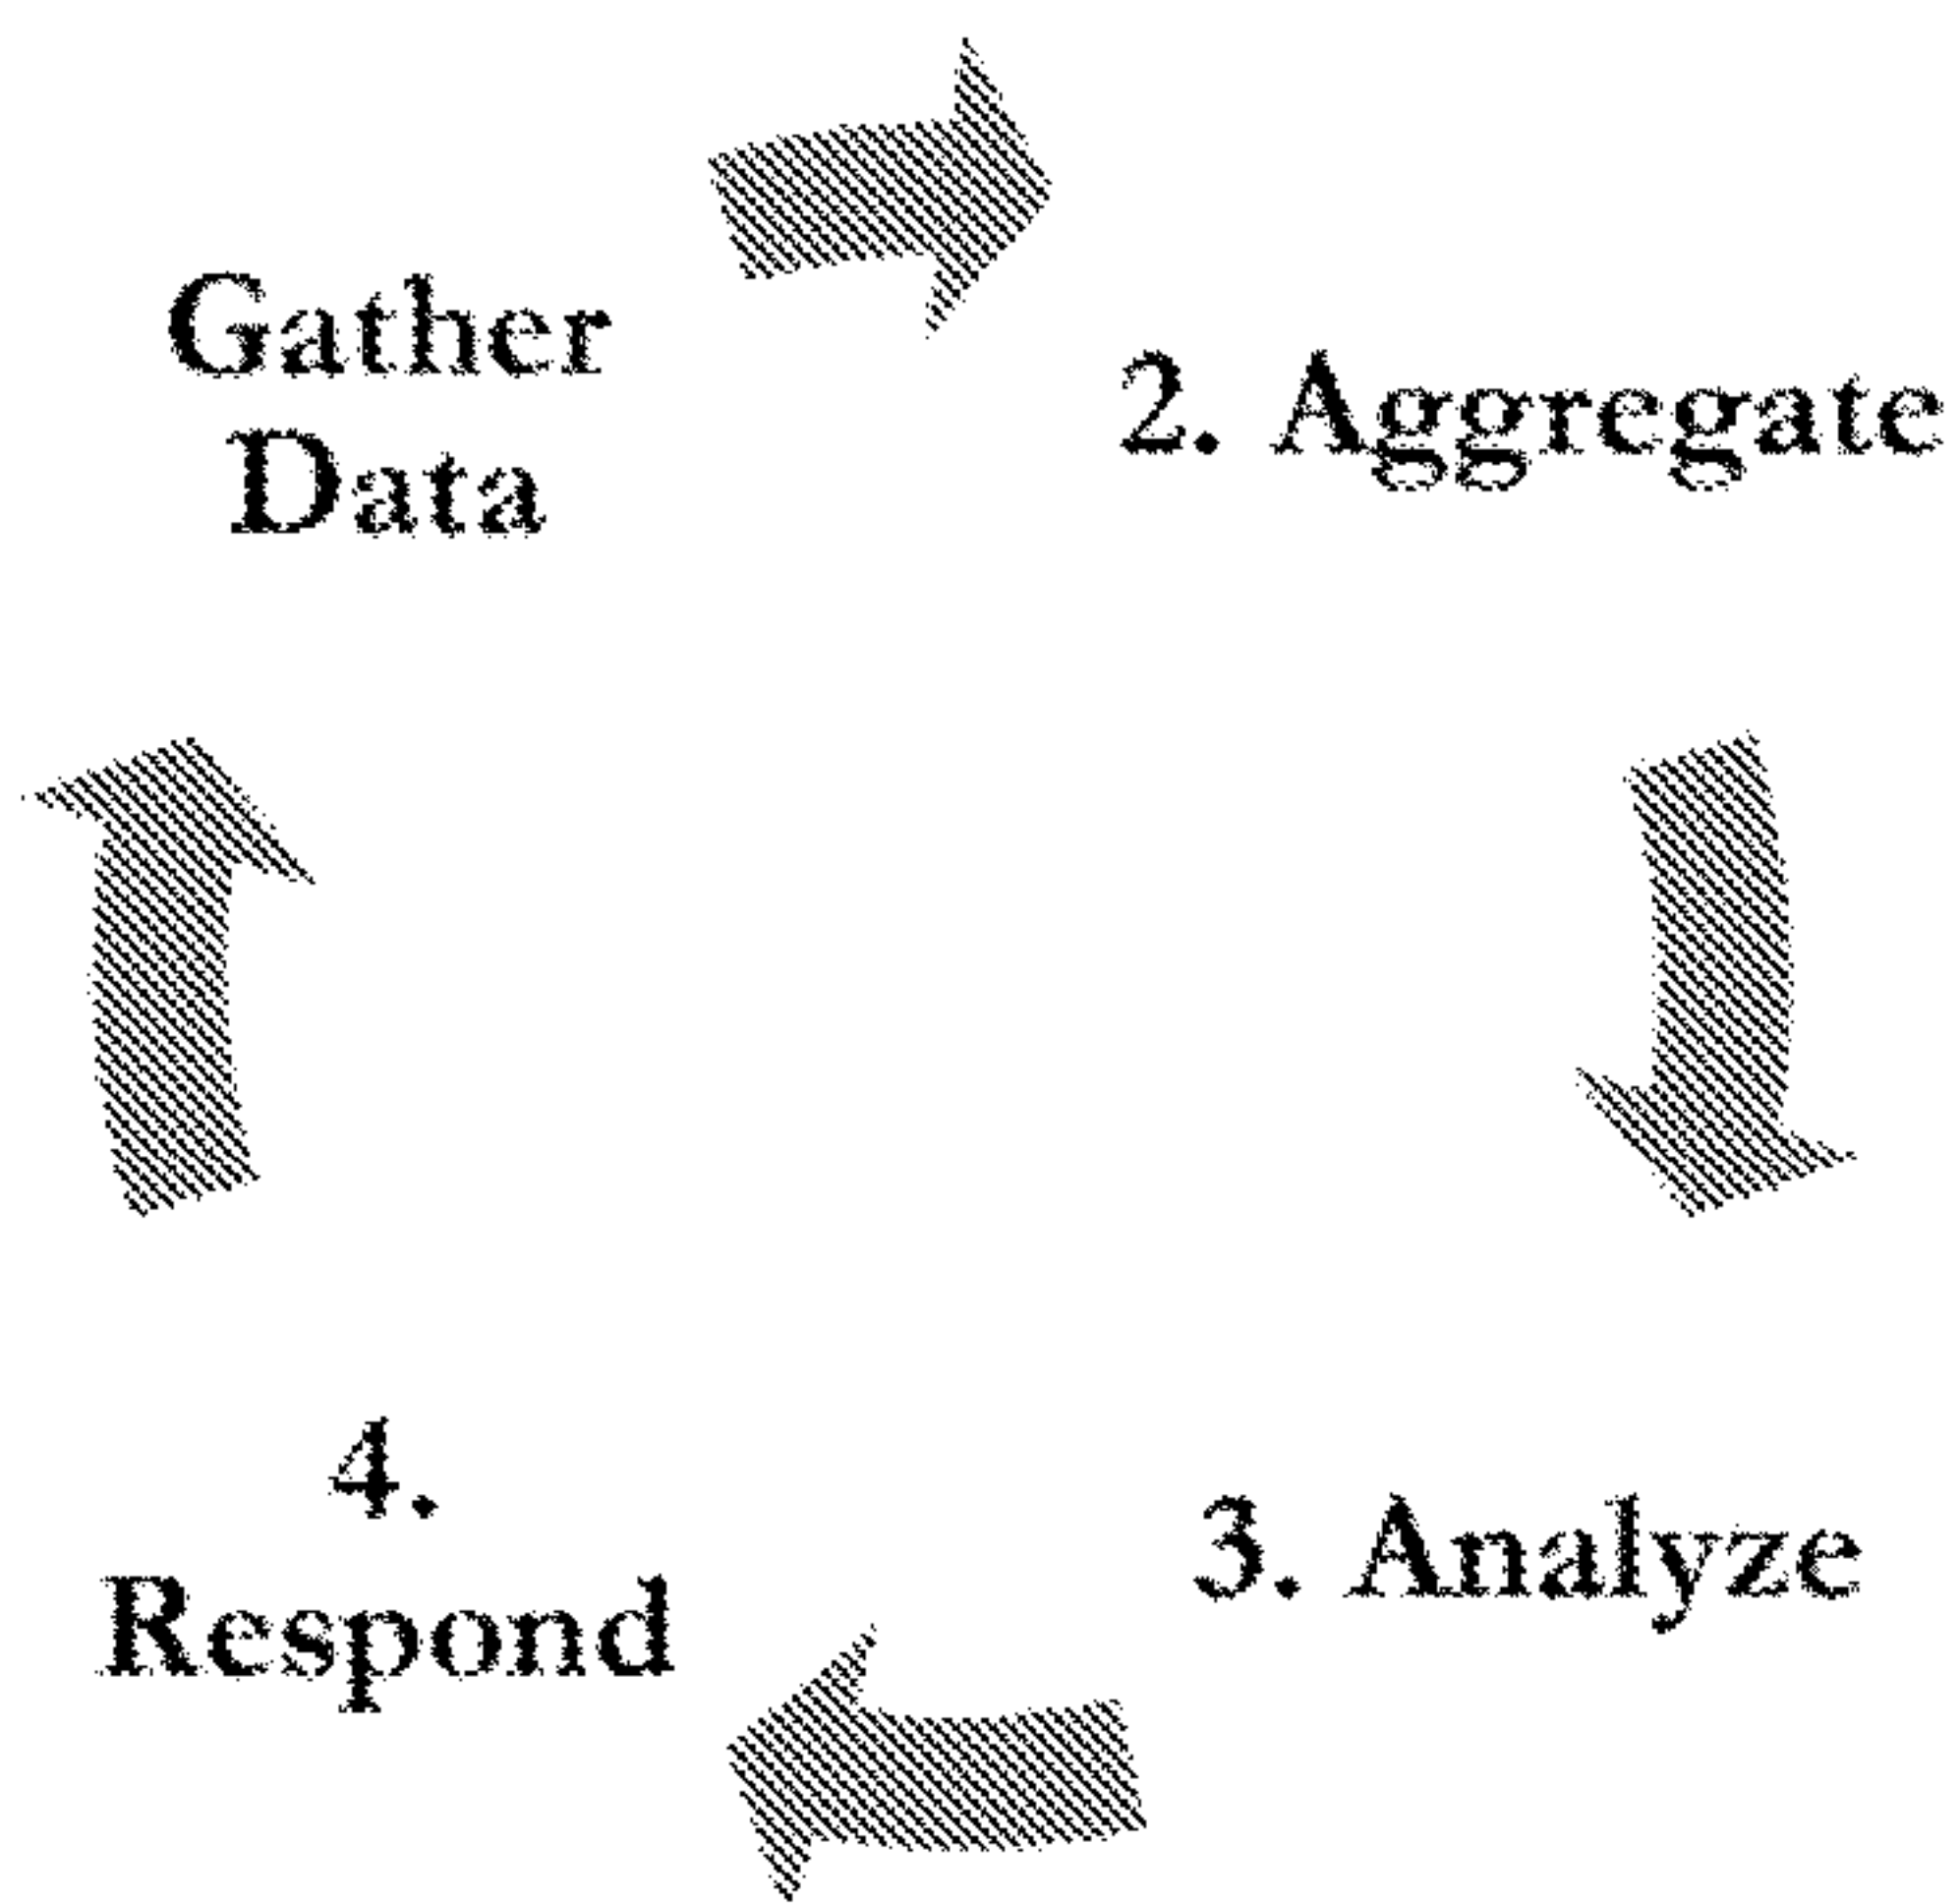 Gather
Data
2. Aggregate
3. Analyze
4.
Respond